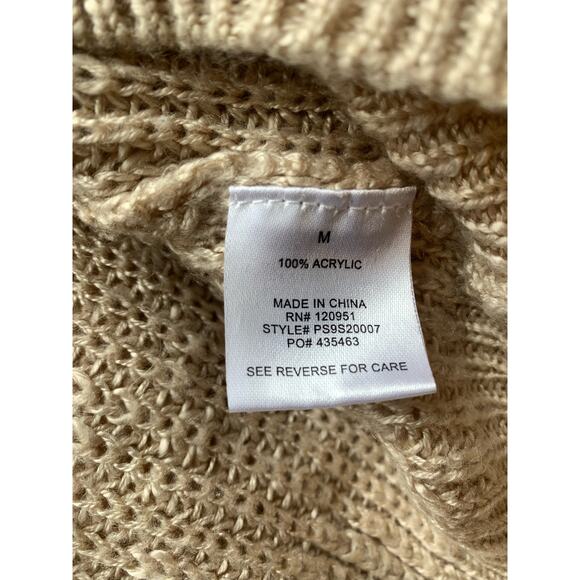 M
100% ACRYLIC
MADE IN CHINA
RN# 120951
STYLE# PS9S20007
PO# 435463
SEE REVERSE FOR CARE